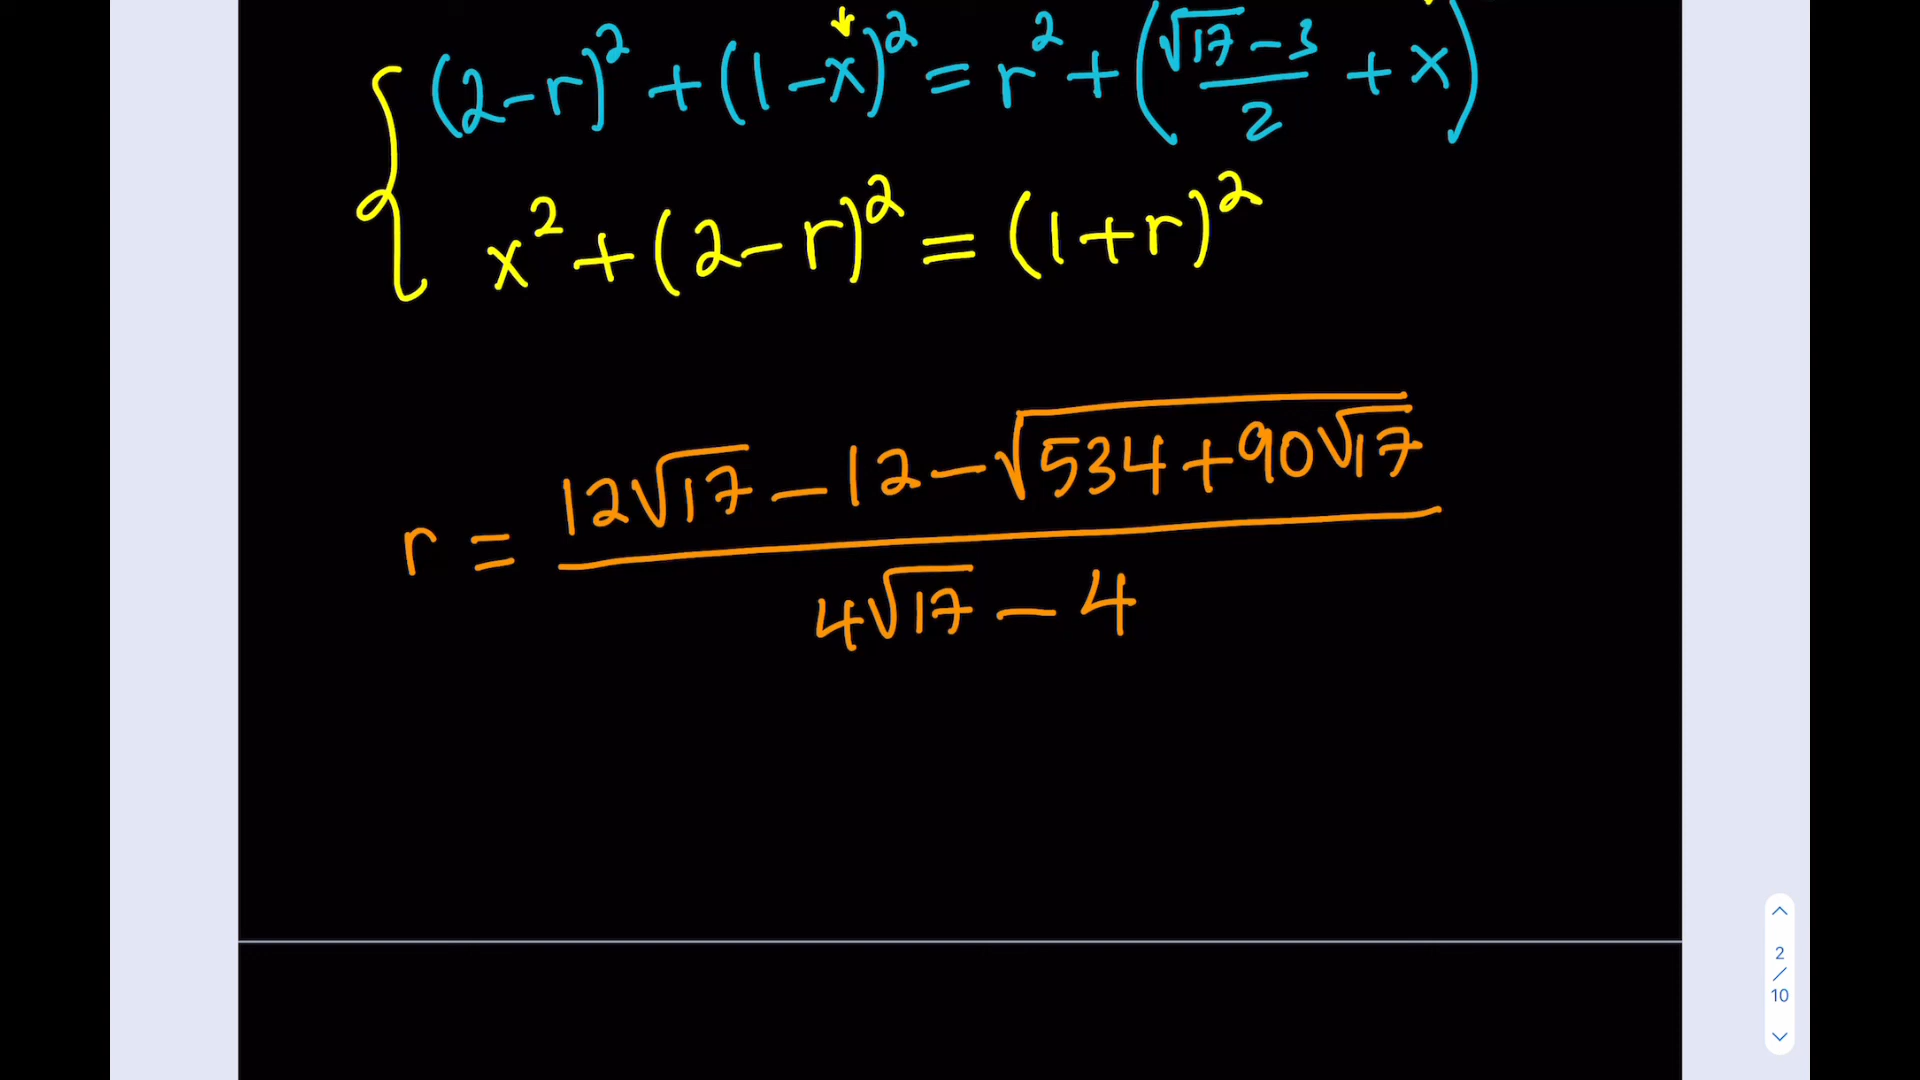 (2-r)² + (1-x)² = r² + (√17 - 3 / 2 + x)
x² + (2-r)² = (1+r)²
r = 12√17 - 12 - √534 + 90√17 / 4√17 - 4
2
/
10